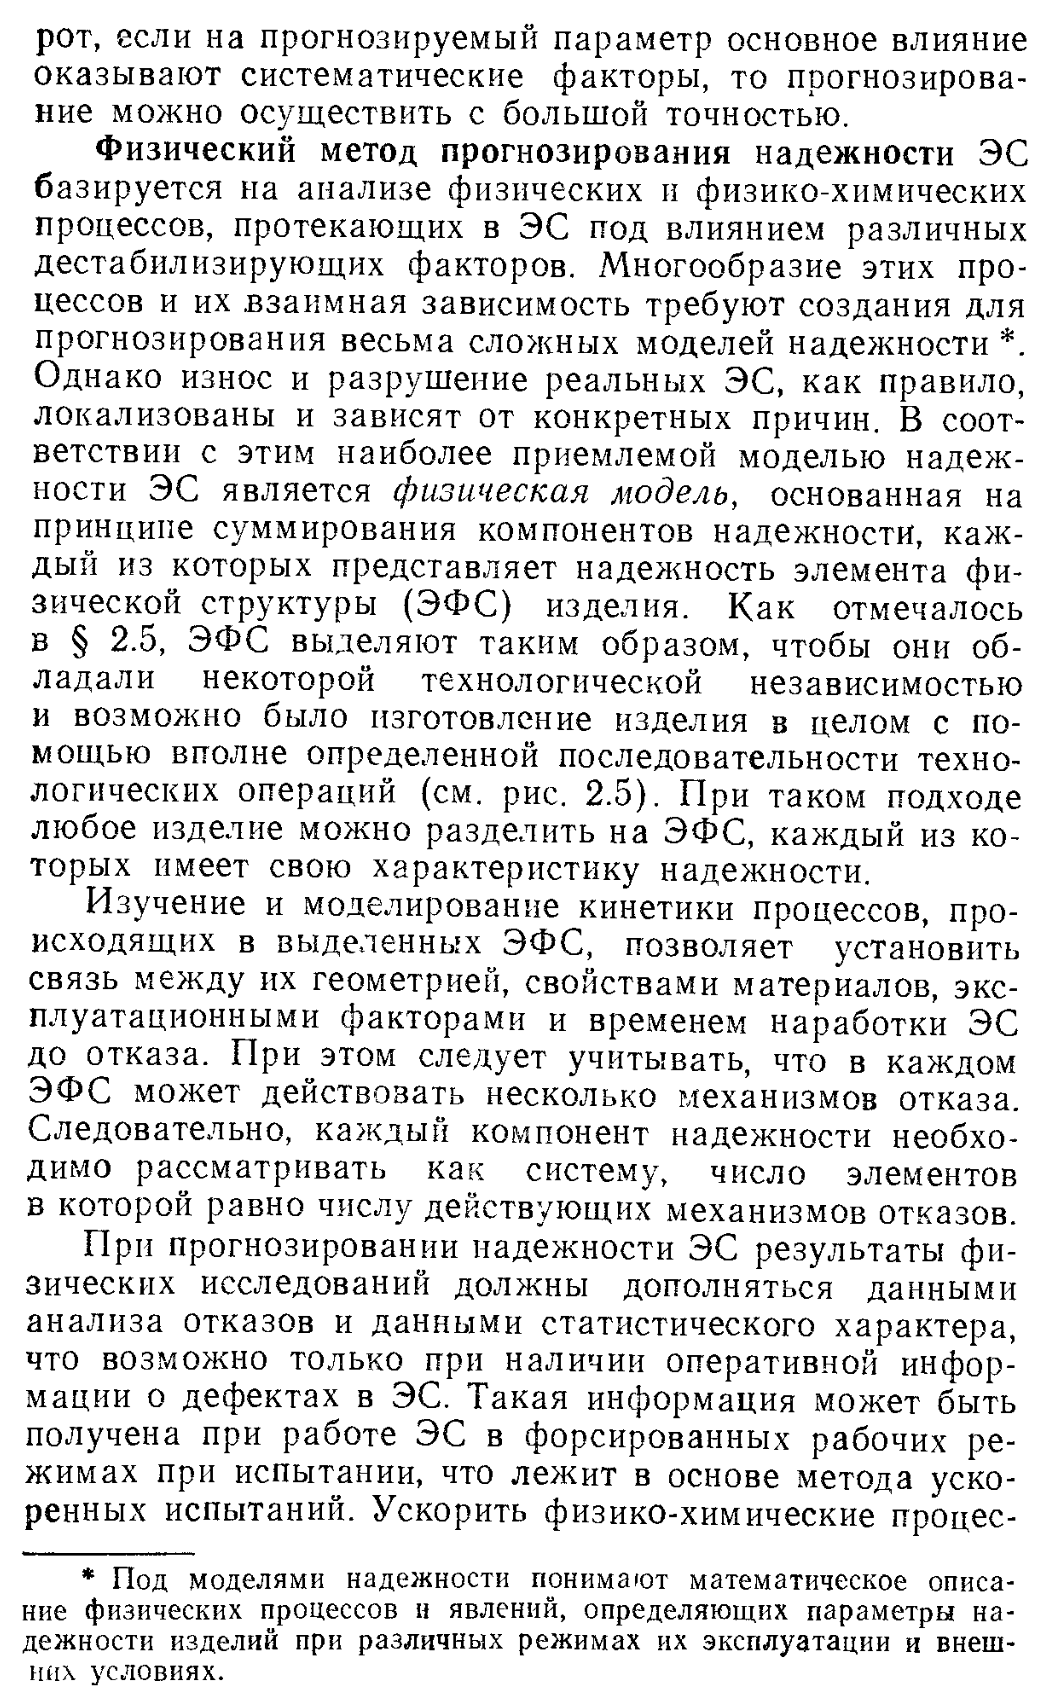 рот, если на прогнозируемый параметр основное влияние
оказывают систематические факторы, то прогнозирова-
ние можно осуществить с большой точностью.
Физический метод прогнозирования надежности ЭС
базируется на анализе физических и физико-химических
процессов, протекающих в ЭС под влиянием различных
дестабилизирующих факторов. Многообразие этих про-
цессов и их взаимная зависимость требуют создания для
прогнозирования весьма сложных моделей надежности *.
Однако износ и разрушение реальных ЭС, как правило,
локализованы и зависят от конкретных причин. В соот-
ветствии с этим наиболее приемлемой моделью надеж-
ности ЭС является физическая модель, основанная на
принципе суммирования компонентов надежности, каж-
дый из которых представляет надежность элемента фи-
зической структуры (ЭФС) изделия. Как отмечалось
в § 2.5, ЭФС выделяют таким образом, чтобы они об-
ладали некоторой технологической независимостью
и возможно было изготовление изделия в целом с по-
мощью вполне определенной последовательности техно-
логических операций (см. рис. 2.5). При таком подходе
любое изделие можно разделить на ЭФС, каждый из ко-
торых имеет свою характеристику надежности.
Изучение и моделирование кинетики процессов, про-
исходящих в выделенных ЭФС, позволяет установить
связь между их геометрией, свойствами материалов, экс-
плуатационными факторами и временем наработки ЭС
до отказа. При этом следует учитывать, что в каждом
ЭФС может действовать несколько механизмов отказа.
Следовательно, каждый компонент надежности необхо-
димо рассматривать как систему, число элементов
в которой равно числу действующих механизмов отказов.
При прогнозировании надежности ЭС результаты фи-
зических исследований должны дополняться данными
анализа отказов и данными статистического характера,
что возможно только при наличии оперативной инфор-
мации о дефектах в ЭС. Такая информация может быть
получена при работе ЭС в форсированных рабочих ре-
жимах при испытании, что лежит в основе метода уско-
ренных испытаний. Ускорить физико-химические процес-
* Под моделями надежности понимают математическое описа-
ние физических процессов и явлений, определяющих параметры на-
дежности изделий при различных режимах их эксплуатации и внеш-
них условиях.